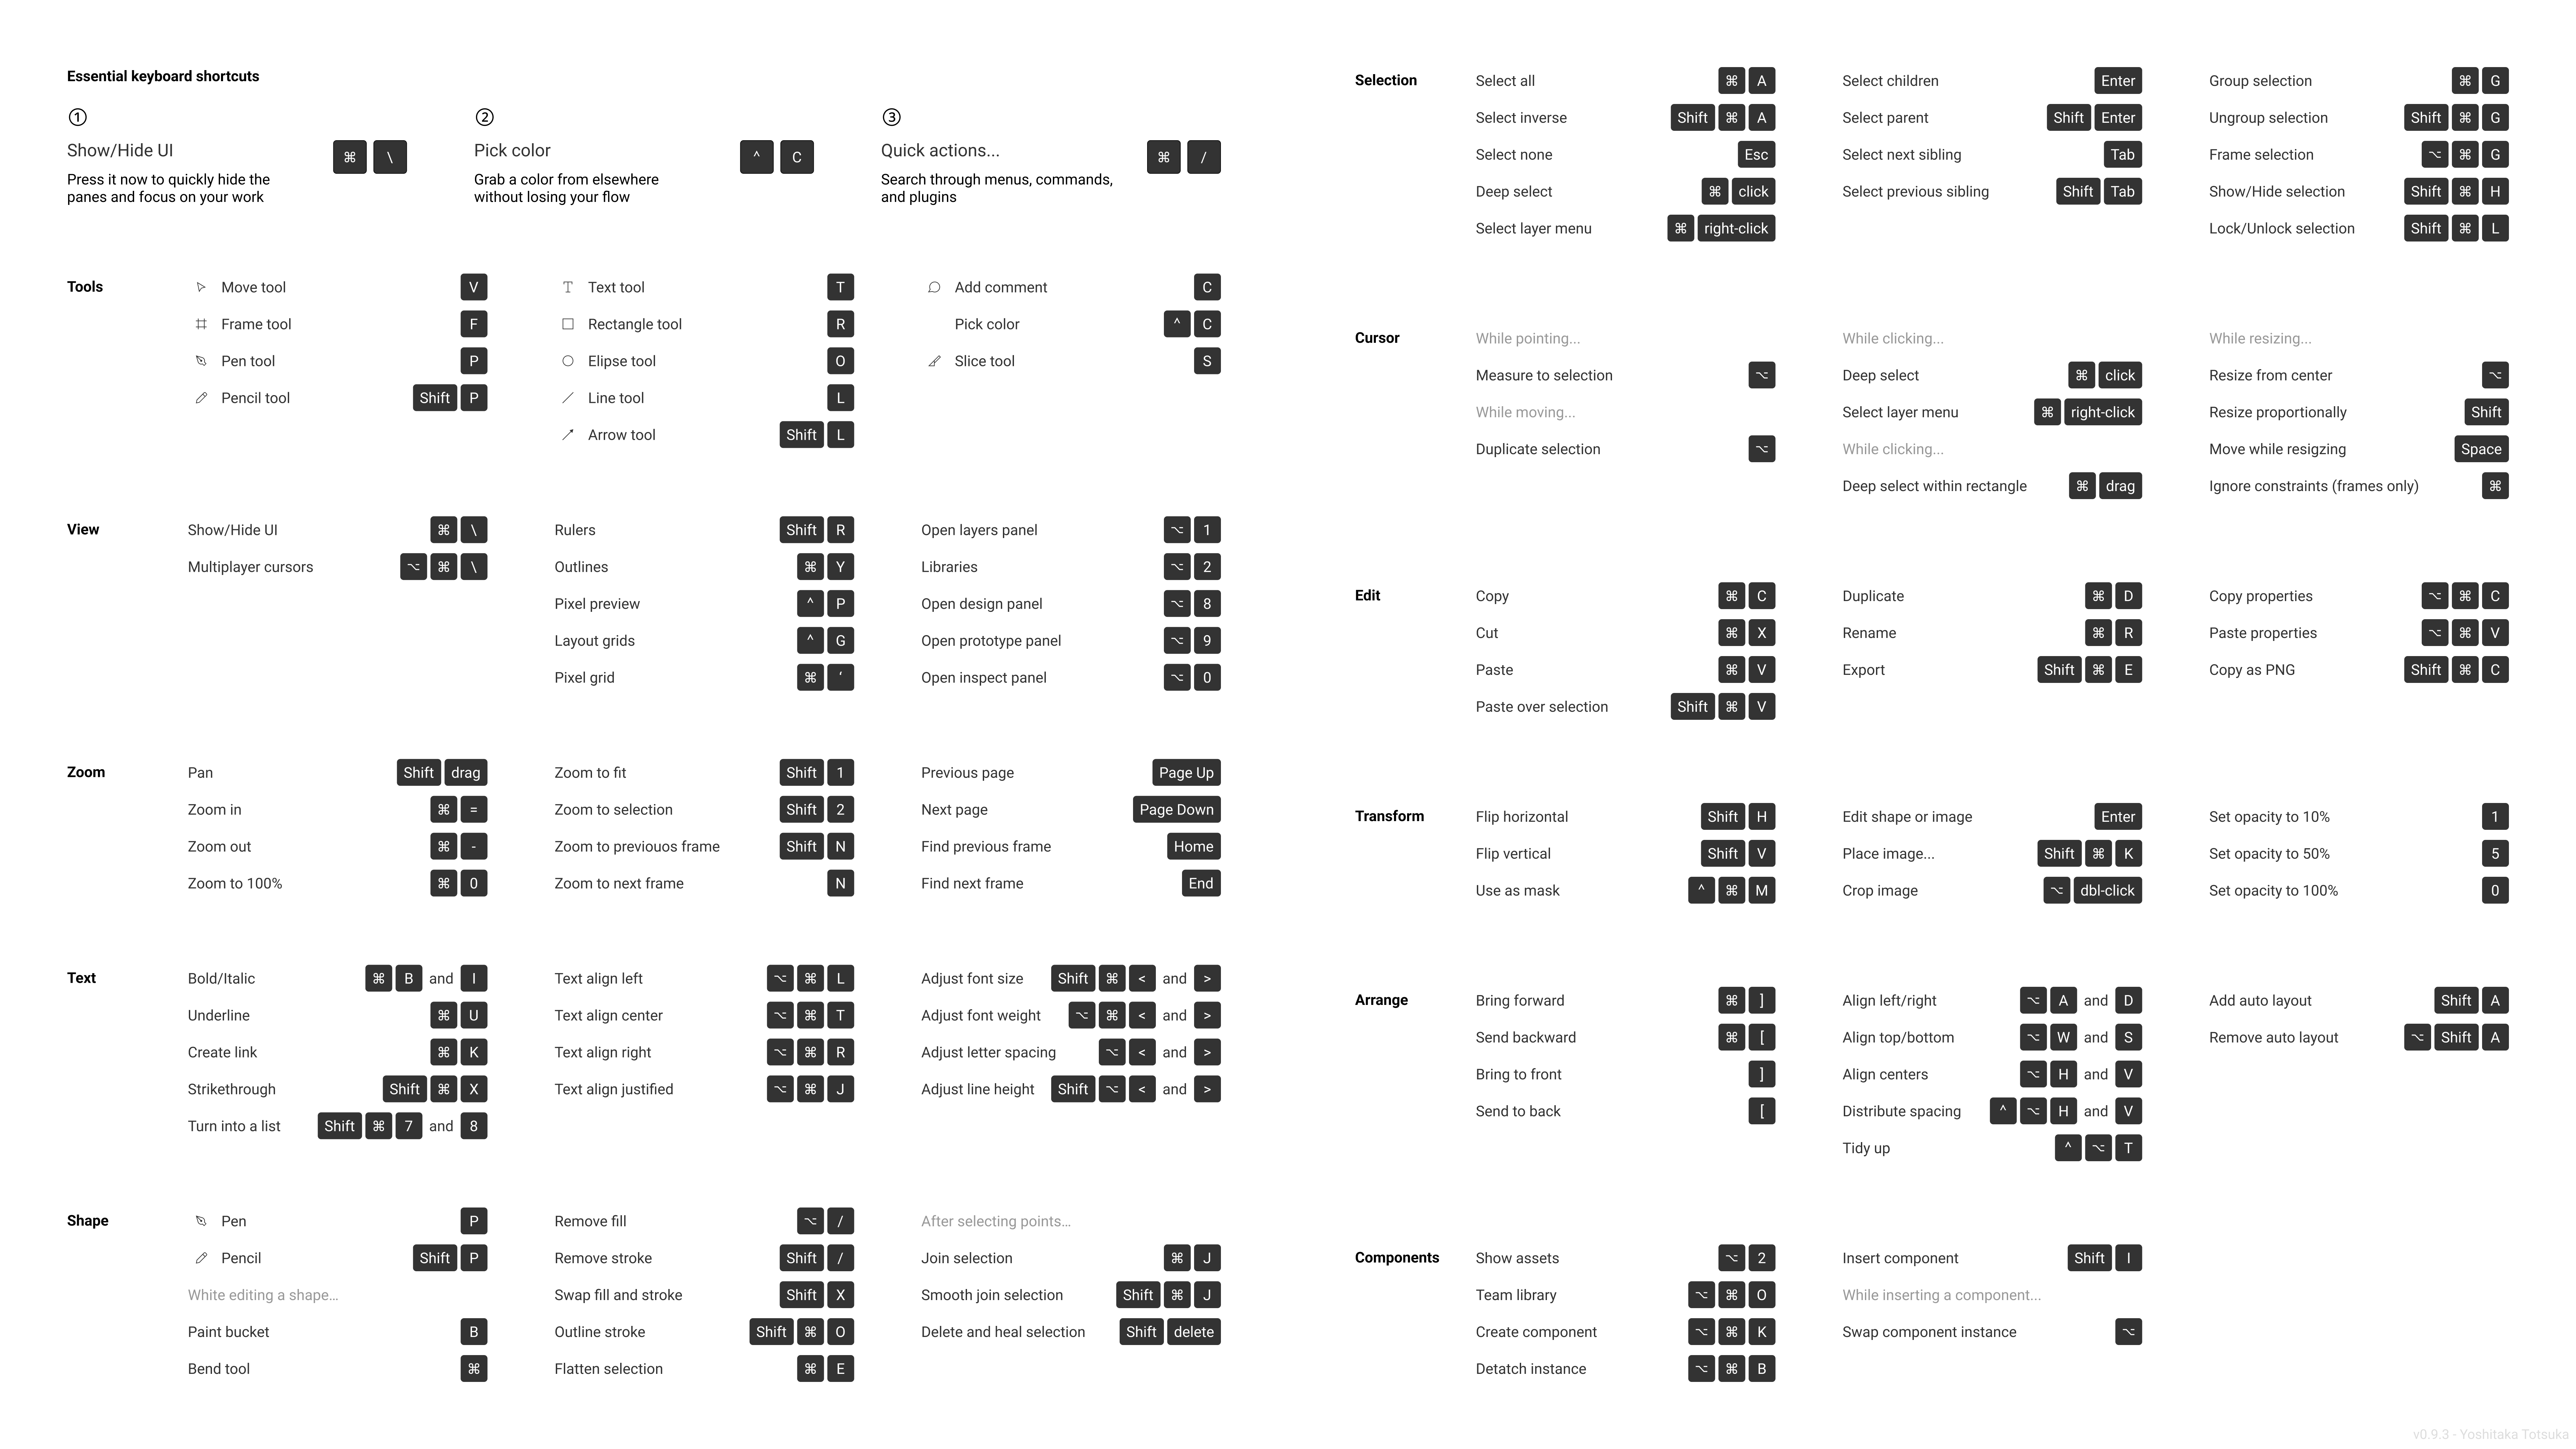 Essential keyboard shortcuts
① ② ③
Show/Hide UI ⌘ \
Press it now to quickly hide the
panes and focus on your work
Pick color ^ C
Grab a color from elsewhere
without losing your flow
Quick actions... ⌘ /
Search through menus, commands,
and plugins
Tools
Move tool V
Frame tool F
Pen tool P
Pencil tool Shift P
Text tool T
Rectangle tool R
Elipse tool O
Line tool L
Arrow tool Shift L
Add comment C
Pick color ^ C
Slice tool S
View
Show/Hide UI ⌘ \
Multiplayer cursors ⌥ ⌘ \
Rulers Shift R
Outlines ⌘ Y
Pixel preview ^ P
Layout grids ^ G
Pixel grid ⌘ ‘
Open layers panel ⌥ 1
Libraries ⌥ 2
Open design panel ⌥ 8
Open prototype panel ⌥ 9
Open inspect panel ⌥ 0
Zoom
Pan Shift drag
Zoom in ⌘ =
Zoom out ⌘ -
Zoom to 100% ⌘ 0
Zoom to fit Shift 1
Zoom to selection Shift 2
Zoom to previouos frame Shift N
Zoom to next frame N
Previous page Page Up
Next page Page Down
Find previous frame Home
Find next frame End
Text
Bold/Italic ⌘ B and I
Underline ⌘ U
Create link ⌘ K
Strikethrough Shift ⌘ X
Turn into a list Shift ⌘ 7 and 8
Text align left ⌥ ⌘ L
Text align center ⌥ ⌘ T
Text align right ⌥ ⌘ R
Text align justified ⌥ ⌘ J
Adjust font size Shift ⌘ < and >
Adjust font weight ⌥ ⌘ < and >
Adjust letter spacing ⌥ < and >
Adjust line height Shift ⌥ < and >
Shape
Pen P
Pencil Shift P
White editing a shape...
Paint bucket B
Bend tool ⌘
Remove fill ⌥ /
Remove stroke Shift /
Swap fill and stroke Shift X
Outline stroke Shift ⌘ O
Flatten selection ⌘ E
After selecting points...
Join selection ⌘ J
Smooth join selection Shift ⌘ J
Delete and heal selection Shift delete
Selection
Select all ⌘ A
Select inverse Shift ⌘ A
Select none Esc
Deep select ⌘ click
Select layer menu ⌘ right-click
Select children Enter
Select parent Shift Enter
Select next sibling Tab
Select previous sibling Shift Tab
Group selection ⌘ G
Ungroup selection Shift ⌘ G
Frame selection ⌥ ⌘ G
Show/Hide selection Shift ⌘ H
Lock/Unlock selection Shift ⌘ L
Cursor
While pointing...
Measure to selection ⌥
While moving...
Duplicate selection ⌥
While clicking...
Deep select ⌘ click
Select layer menu ⌘ right-click
While clicking...
Deep select within rectangle ⌘ drag
While resizing...
Resize from center ⌥
Resize proportionally Shift
Move while resigzing Space
Ignore constraints (frames only) ⌘
Edit
Copy ⌘ C
Cut ⌘ X
Paste ⌘ V
Paste over selection Shift ⌘ V
Duplicate ⌘ D
Rename ⌘ R
Export Shift ⌘ E
Copy properties ⌥ ⌘ C
Paste properties ⌥ ⌘ V
Copy as PNG Shift ⌘ C
Transform
Flip horizontal Shift H
Flip vertical Shift V
Use as mask ^ ⌘ M
Edit shape or image Enter
Place image... Shift ⌘ K
Crop image ⌥ dbl-click
Set opacity to 10% 1
Set opacity to 50% 5
Set opacity to 100% 0
Arrange
Bring forward ⌘ ]
Send backward ⌘ [
Bring to front ]
Send to back [
Align left/right ⌥ A and D
Align top/bottom ⌥ W and S
Align centers ⌥ H and V
Distribute spacing ^ ⌥ H and V
Tidy up ^ ⌥ T
Add auto layout Shift A
Remove auto layout ⌥ Shift A
Components
Show assets ⌥ 2
Team library ⌥ ⌘ O
Create component ⌥ ⌘ K
Detatch instance ⌥ ⌘ B
Insert component Shift I
While inserting a component...
Swap component instance ⌥
v0.9.3 - Yoshitaka Totsuka